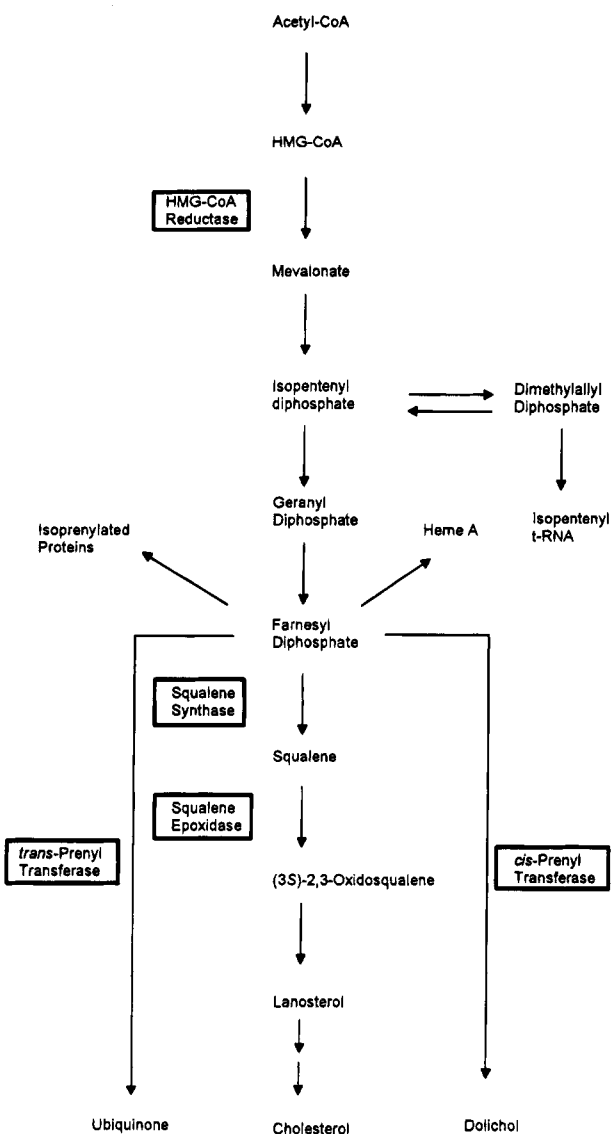 Acetyl-CoA
HMG-CoA
HMG-CoA
Reductase
Mevalonate
Isopentenyl
diphosphate
Dimethylallyl
Diphosphate
Geranyl
Diphosphate
Isoprenylated
Proteins
Heme A
Isopentenyl
t-RNA
Farnesyl
Diphosphate
Squalene
Synthase
Squalene
Squalene
Epoxidase
trans-Prenyl
Transferase
cis-Prenyl
Transferase
(3S)-2,3-Oxidosqualene
Lanosterol
Ubiquinone
Cholesterol
Dolichol